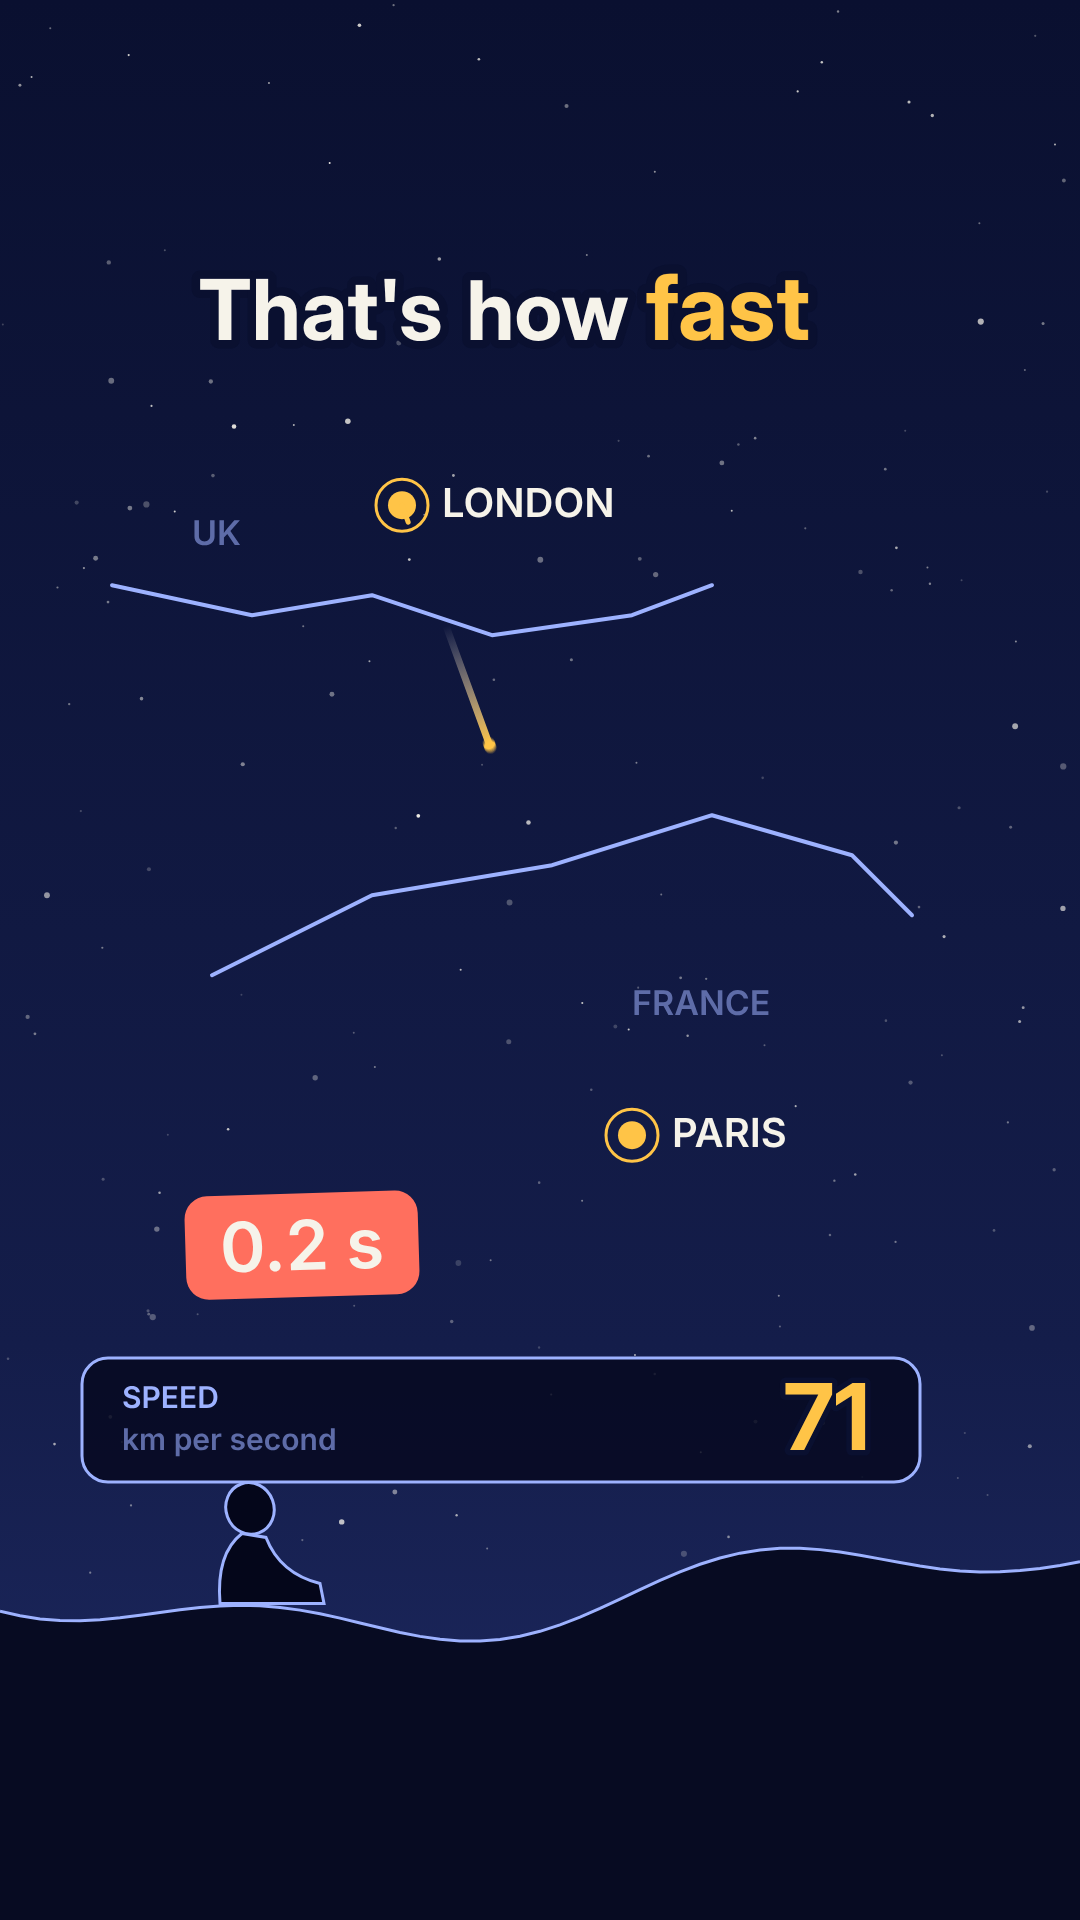 That's how fast
LONDON
UK
FRANCE
PARIS
0.2 s
SPEED
km per second
71